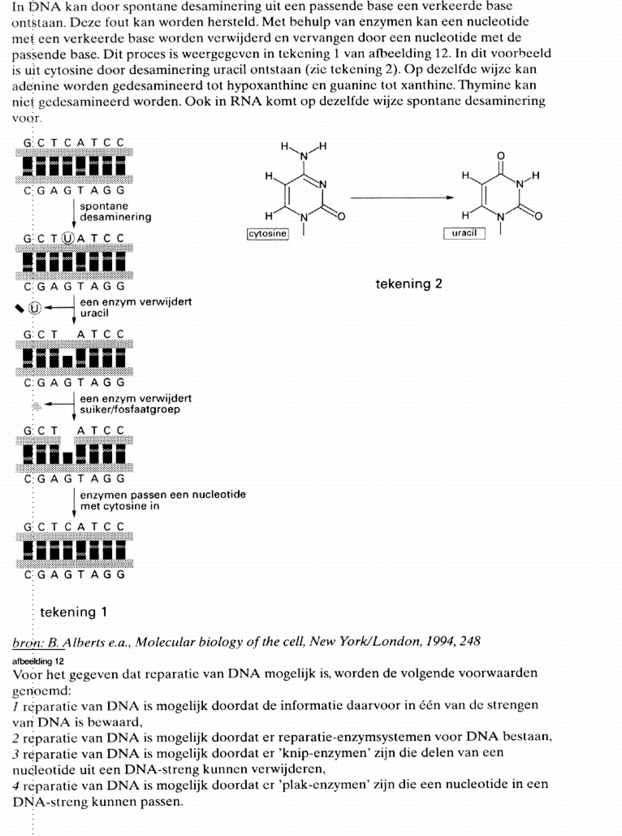 In DNA kan door spontane desaminering uit een passende base een verkeerde base
ontstaan. Deze fout kan worden hersteld. Met behulp van enzymen kan een nucleotide
met een verkeerde base worden verwijderd en vervangen door een nucleotide met de
passende base. Dit proces is weergegeven in tekening 1 van afbeelding 12. In dit voorbeeld
is uit cytosine door desaminering uracil ontstaan (zie tekening 2). Op dezelfde wijze kan
adenine worden gedesamineerd tot hypoxanthine en guanine tot xanthine. Thymine kan
niet gedesamineerd worden. Ook in RNA komt op dezelfde wijze spontane desaminering
voor.
G C T C A T C C
C G A G T A G G
spontane
desaminering
G C T U A T C C
C G A G T A G G
een enzym verwijdert
uracil
U
G C T A T C C
C G A G T A G G
een enzym verwijdert
suiker/fosfaatgroep
G C T A T C C
C G A G T A G G
enzymen passen een nucleotide
met cytosine in
G C T C A T C C
C G A G T A G G
tekening 1
H H
N
H
N
H N O
cytosine
O
H N H
H N O
uracil
tekening 2
bron: B. Alberts e.a., Molecular biology of the cell, New York/London, 1994, 248
afbeelding 12
Voor het gegeven dat reparatie van DNA mogelijk is, worden de volgende voorwaarden
genoemd:
1 reparatie van DNA is mogelijk doordat de informatie daarvoor in één van de strengen
van DNA is bewaard,
2 reparatie van DNA is mogelijk doordat er reparatie-enzymsystemen voor DNA bestaan,
3 reparatie van DNA is mogelijk doordat er 'knip-enzymen' zijn die delen van een
nucleotide uit een DNA-streng kunnen verwijderen,
4 reparatie van DNA is mogelijk doordat er 'plak-enzymen' zijn die een nucleotide in een
DNA-streng kunnen passen.